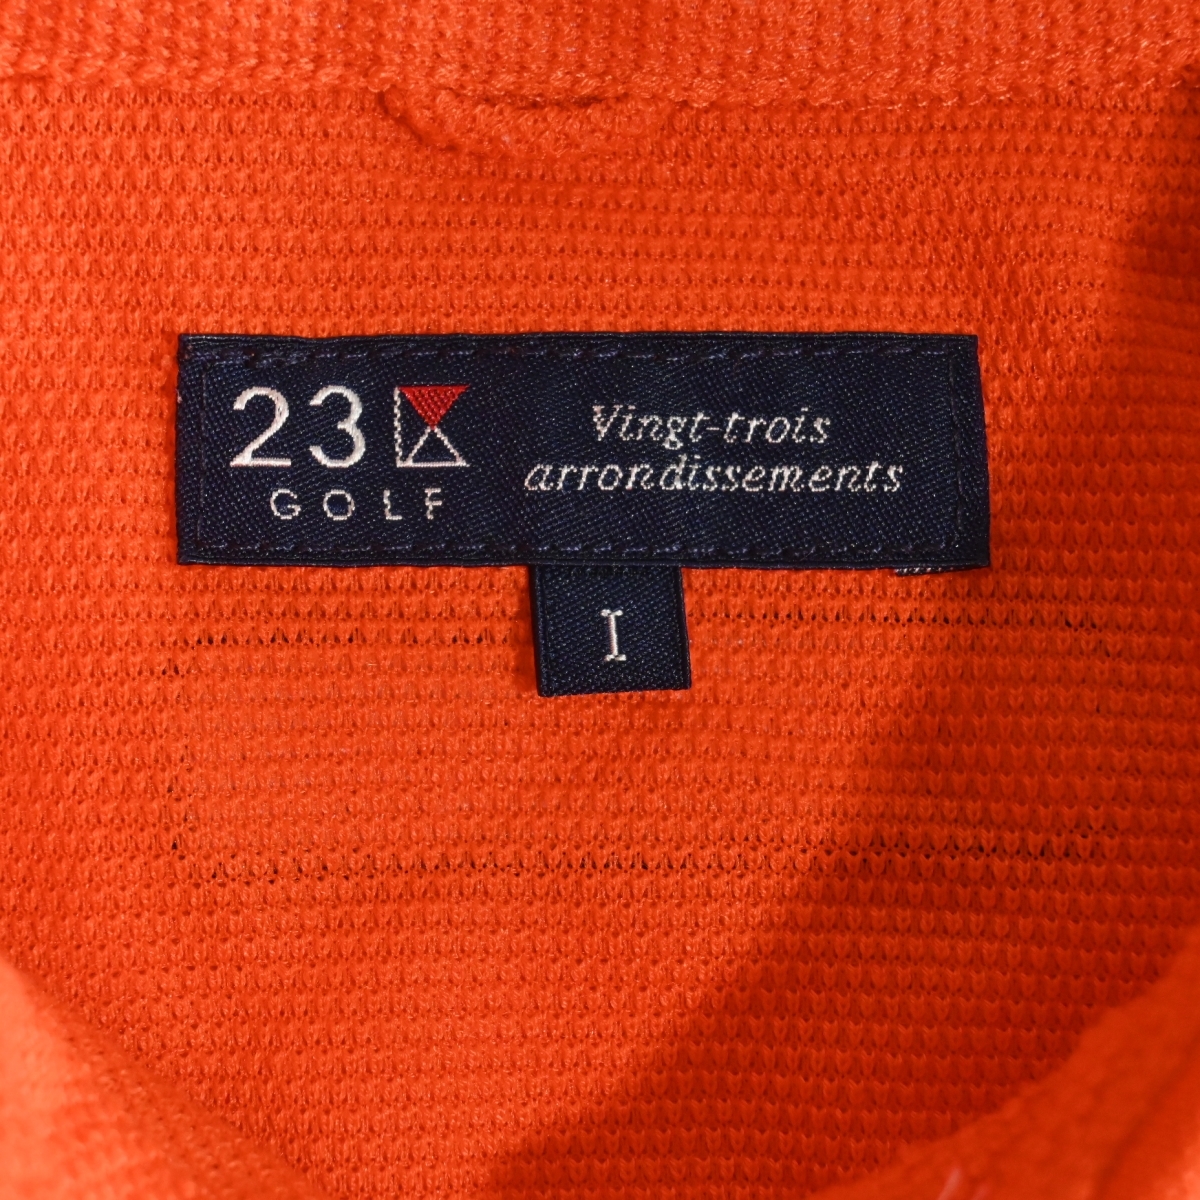 23
GOLF
Vingt-trois
arrondissements
I